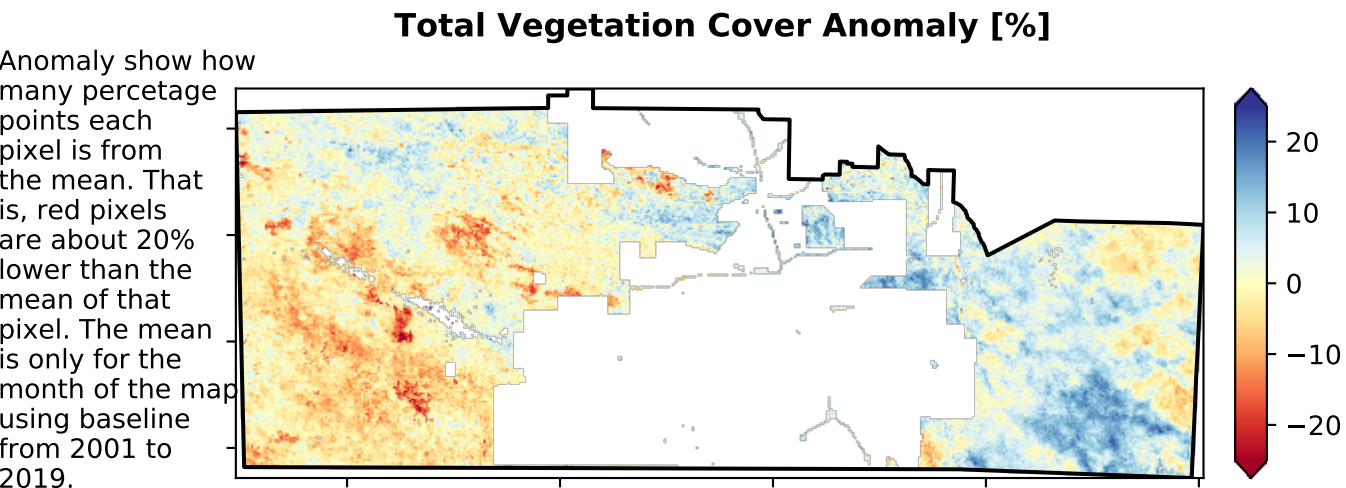 Total Vegetation Cover Anomaly [%]
Anomaly show how
many percetage
points each
pixel is from
the mean. That
is, red pixels
are about 20%
lower than the
mean of that
pixel. The mean
is only for the
month of the map
using baseline
from 2001 to
2019.
20
10
0
−10
−20